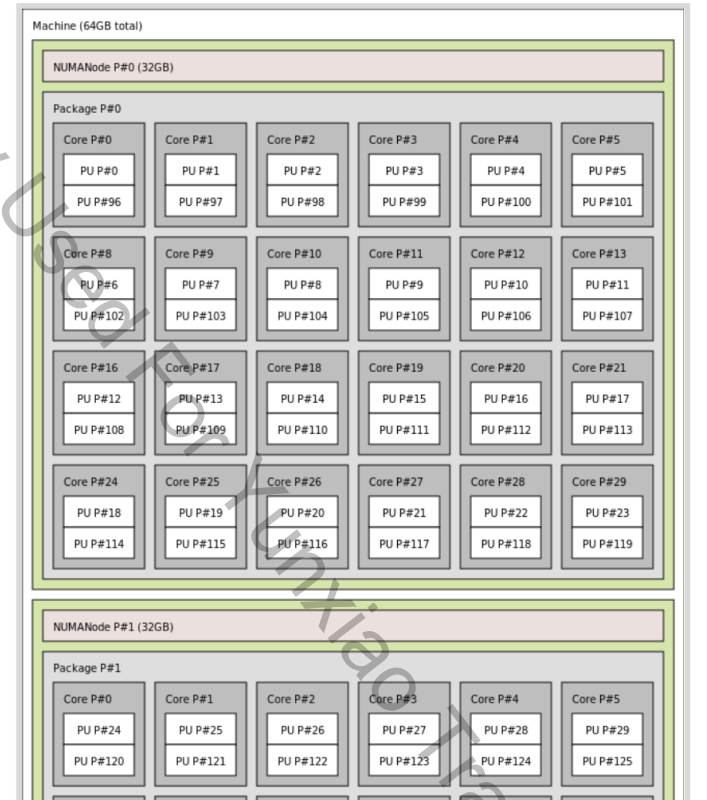 Machine (64GB total)
NUMANode P#0 (32GB)
Package P#0
Core P#0 Core P#1 Core P#2 Core P#3 Core P#4 Core P#5
PU P#0 PU P#1 PU P#2 PU P#3 PU P#4 PU P#5
PU P#96 PU P#97 PU P#98 PU P#99 PU P#100 PU P#101
Core P#8 Core P#9 Core P#10 Core P#11 Core P#12 Core P#13
PU P#6 PU P#7 PU P#8 PU P#9 PU P#10 PU P#11
PU P#102 PU P#103 PU P#104 PU P#105 PU P#106 PU P#107
Core P#16 Core P#17 Core P#18 Core P#19 Core P#20 Core P#21
PU P#12 PU P#13 PU P#14 PU P#15 PU P#16 PU P#17
PU P#108 PU P#109 PU P#110 PU P#111 PU P#112 PU P#113
Core P#24 Core P#25 Core P#26 Core P#27 Core P#28 Core P#29
PU P#18 PU P#19 PU P#20 PU P#21 PU P#22 PU P#23
PU P#114 PU P#115 PU P#116 PU P#117 PU P#118 PU P#119
NUMANode P#1 (32GB)
Package P#1
Core P#0 Core P#1 Core P#2 Core P#3 Core P#4 Core P#5
PU P#24 PU P#25 PU P#26 PU P#27 PU P#28 PU P#29
PU P#120 PU P#121 PU P#122 PU P#123 PU P#124 PU P#125
Used For Yunxiao